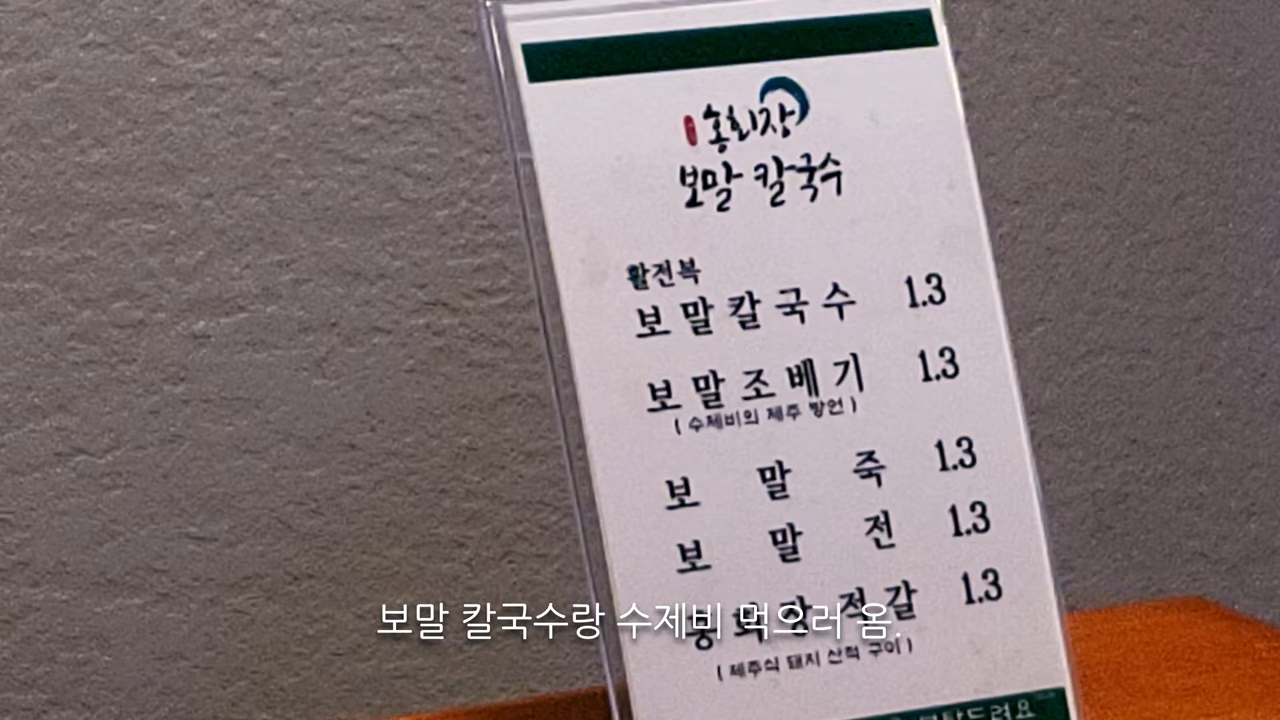 홍회장
보말 칼국수
활전복
보말칼국수 1.3
보말조베기 1.3
( 수제비의 제주 방언 )
보말죽 1.3
보말전 1.3
적갈 1.3
보말 칼국수랑 수제비 먹으러 옴.
( 제주식 돼지 산적 구이 )